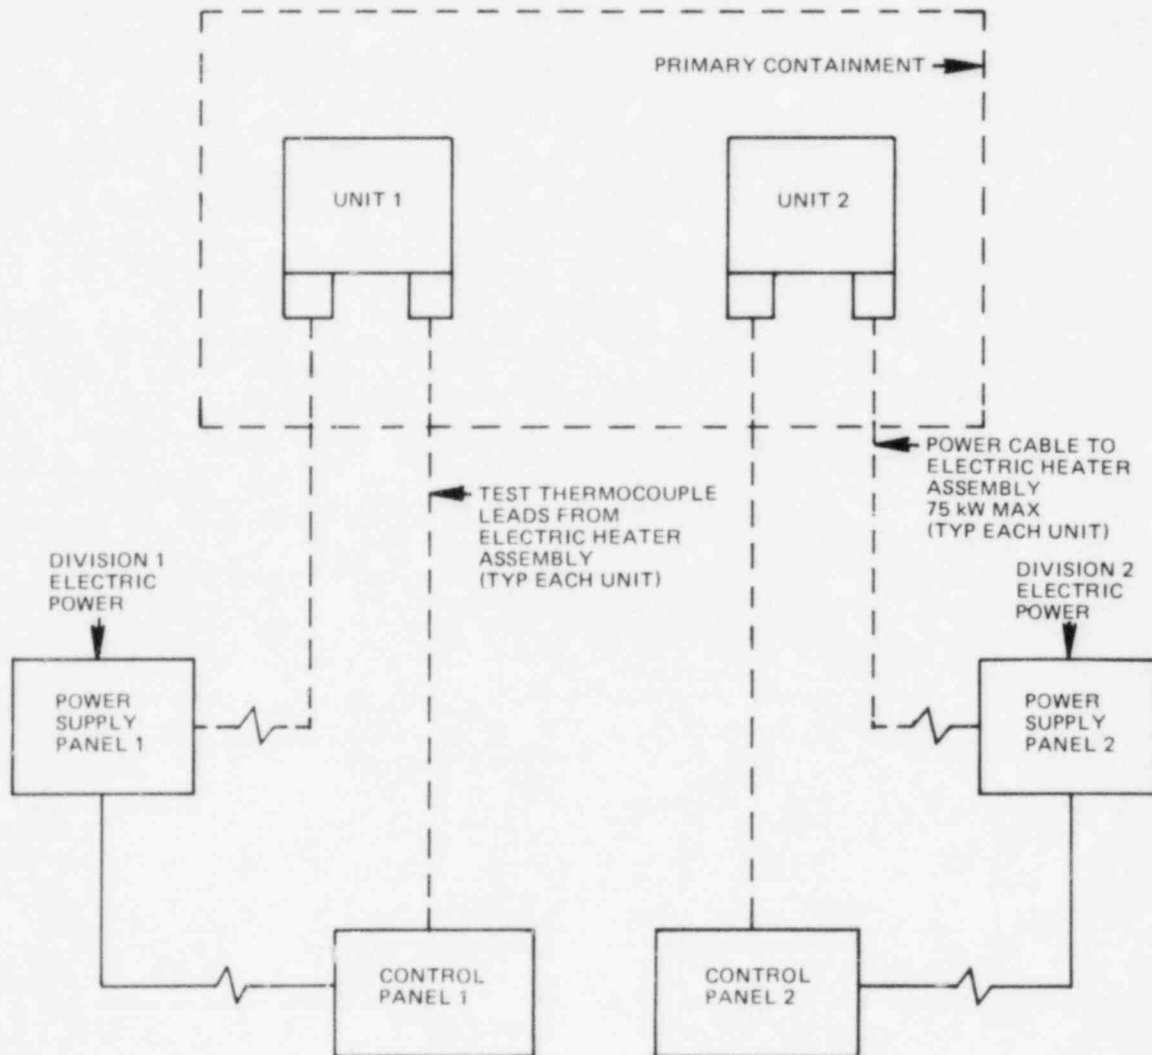 PRIMARY CONTAINMENT
UNIT 1
UNIT 2
POWER CABLE TO
ELECTRIC HEATER
ASSEMBLY
75 kW MAX
(TYP EACH UNIT)
TEST THERMOCOUPLE
LEADS FROM
ELECTRIC HEATER
ASSEMBLY
(TYP EACH UNIT)
DIVISION 1
ELECTRIC
POWER
DIVISION 2
ELECTRIC
POWER
POWER
SUPPLY
PANEL 1
POWER
SUPPLY
PANEL 2
CONTROL
PANEL 1
CONTROL
PANEL 2